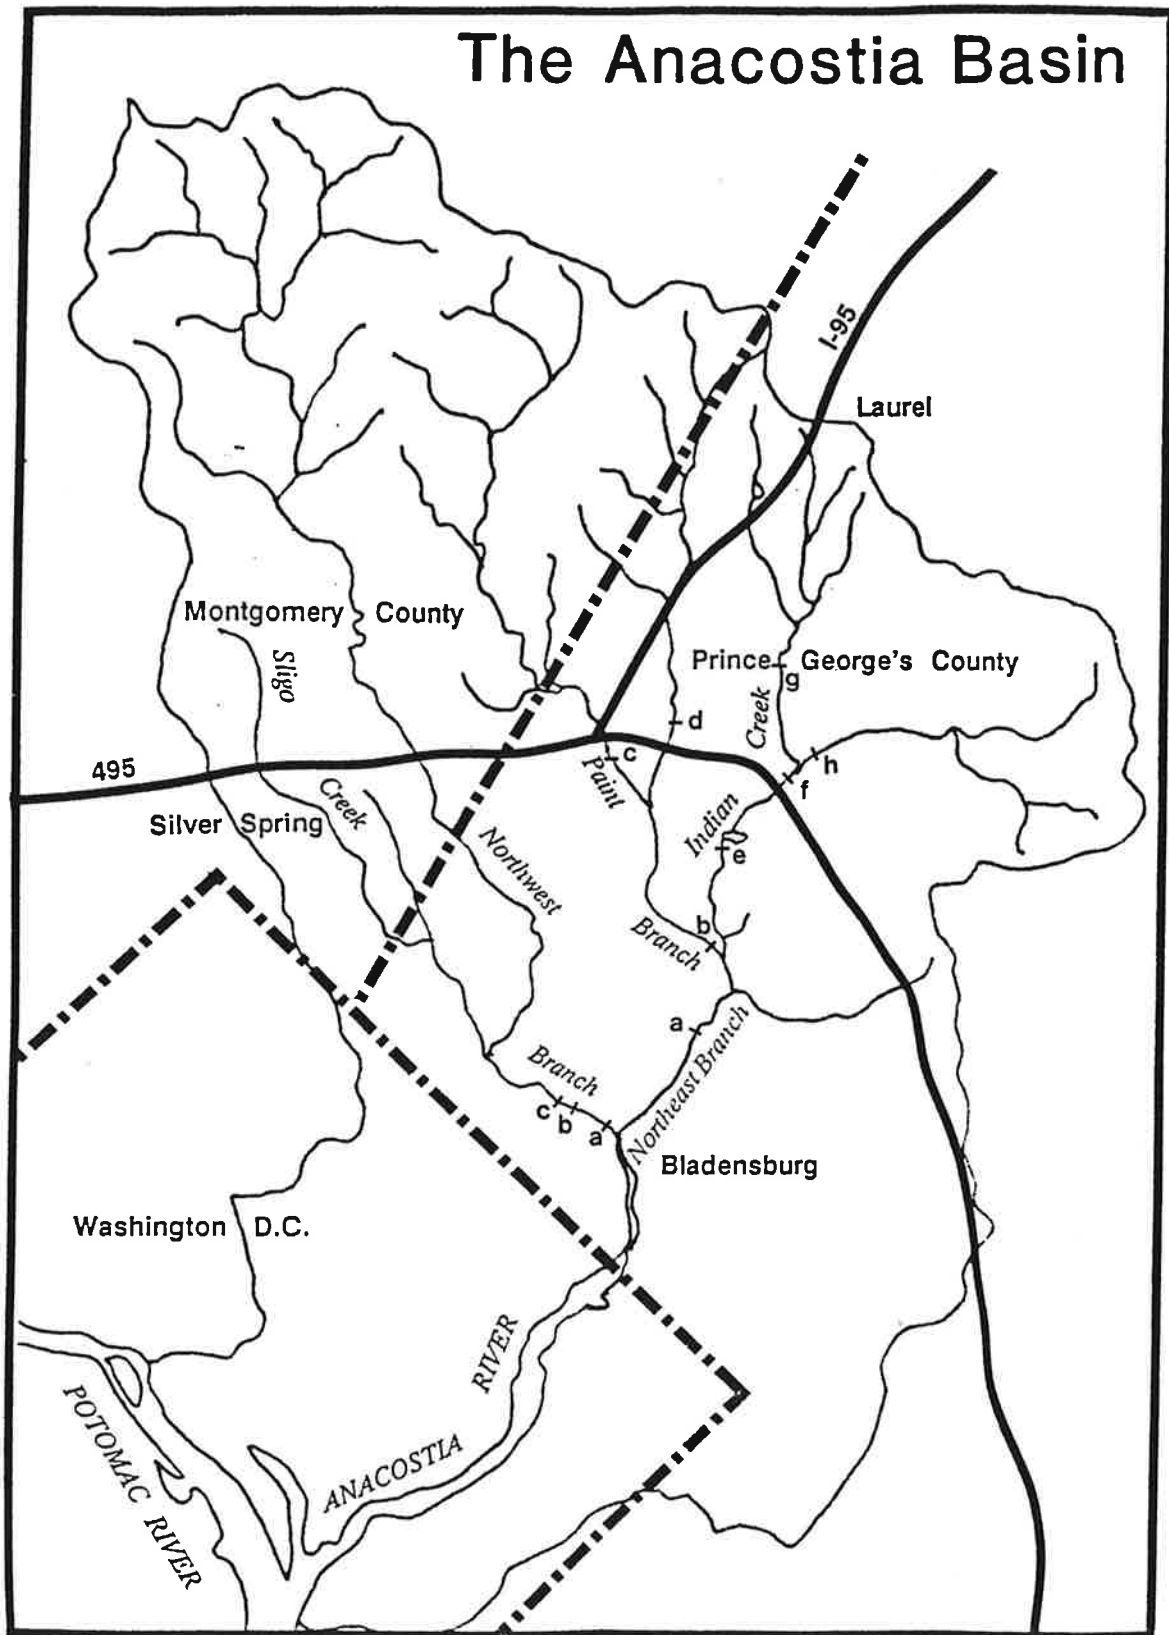 The Anacostia Basin
I-95
Laurel
Montgomery County
Sligo
Prince George's County
g
Creek
d
495
c
Paint
h
f
Creek
Silver Spring
Indian
e
Northwest
b
Branch
a
Northeast Branch
Branch
c
b
a
Bladensburg
Washington D.C.
RIVER
ANACOSTIA
POTOMAC RIVER